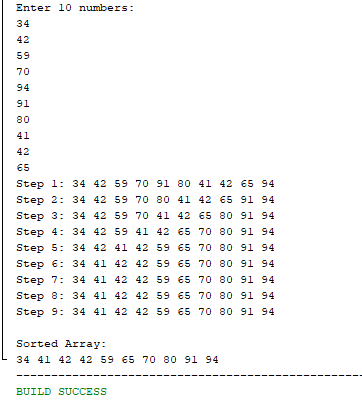 Enter 10 numbers:
34
42
59
70
94
91
80
41
42
65
Step 1: 34 42 59 70 91 80 41 42 65 94
Step 2: 34 42 59 70 80 41 42 65 91 94
Step 3: 34 42 59 70 41 42 65 80 91 94
Step 4: 34 42 59 41 42 65 70 80 91 94
Step 5: 34 42 41 42 59 65 70 80 91 94
Step 6: 34 41 42 42 59 65 70 80 91 94
Step 7: 34 41 42 42 59 65 70 80 91 94
Step 8: 34 41 42 42 59 65 70 80 91 94
Step 9: 34 41 42 42 59 65 70 80 91 94
Sorted Array:
34 41 42 42 59 65 70 80 91 94
------------------------------------------------
BUILD SUCCESS